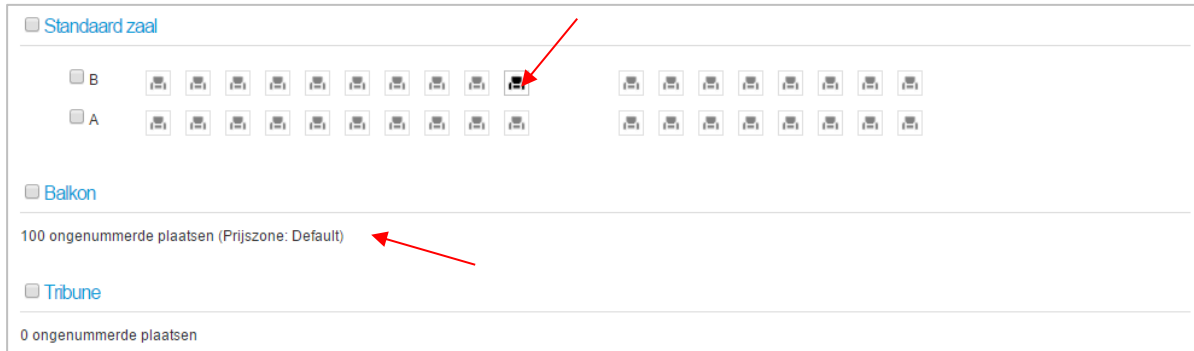 Standaard zaal
B
A
Balkon
100 ongenummerde plaatsen (Prijszone: Default)
Tribune
0 ongenummerde plaatsen